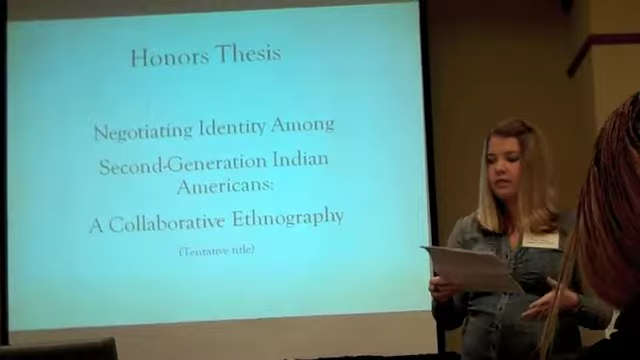 Honors Thesis
Negotiating Identity Among
Second-Generation Indian
Americans:
A Collaborative Ethnography
(Tentative title)